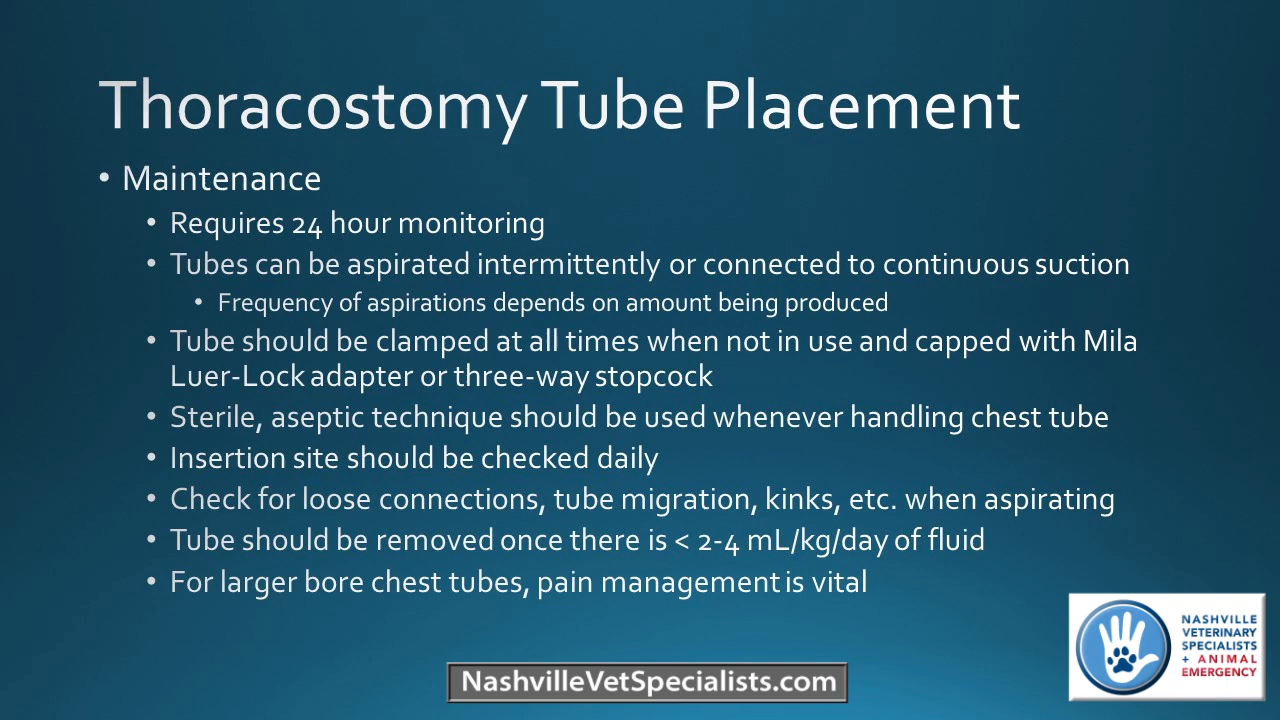 Thoracostomy Tube Placement
• Maintenance
• Requires 24 hour monitoring
• Tubes can be aspirated intermittently or connected to continuous suction
• Frequency of aspirations depends on amount being produced
• Tube should be clamped at all times when not in use and capped with Mila
Luer-Lock adapter or three-way stopcock
• Sterile, aseptic technique should be used whenever handling chest tube
• Insertion site should be checked daily
• Check for loose connections, tube migration, kinks, etc. when aspirating
• Tube should be removed once there is < 2-4 mL/kg/day of fluid
• For larger bore chest tubes, pain management is vital
NASHVILLE
VETERINARY
SPECIALISTS
+ ANIMAL
EMERGENCY
NashvilleVetSpecialists.com